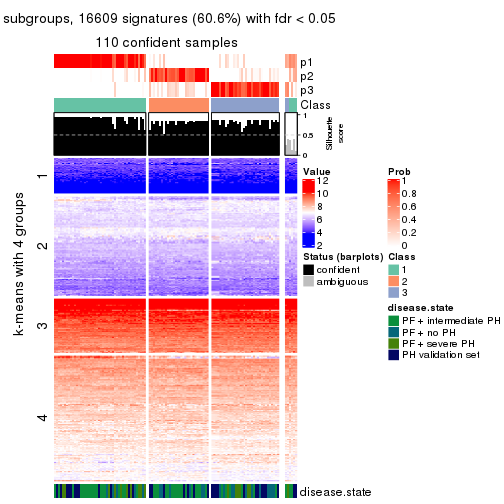 subgroups, 16609 signatures (60.6%) with fdr < 0.05
110 confident samples
p1
p2
p3
Class
1
0.5
0
Silhouette
score
k-means with 4 groups
1
2
3
4
Value
12
10
8
6
4
2
Prob
1
0.8
0.6
0.4
0.2
0
Status (barplots)
confident
ambiguous
Class
1
2
3
disease.state
PF + intermediate PH
PF + no PH
PF + severe PH
PH validation set
disease.state